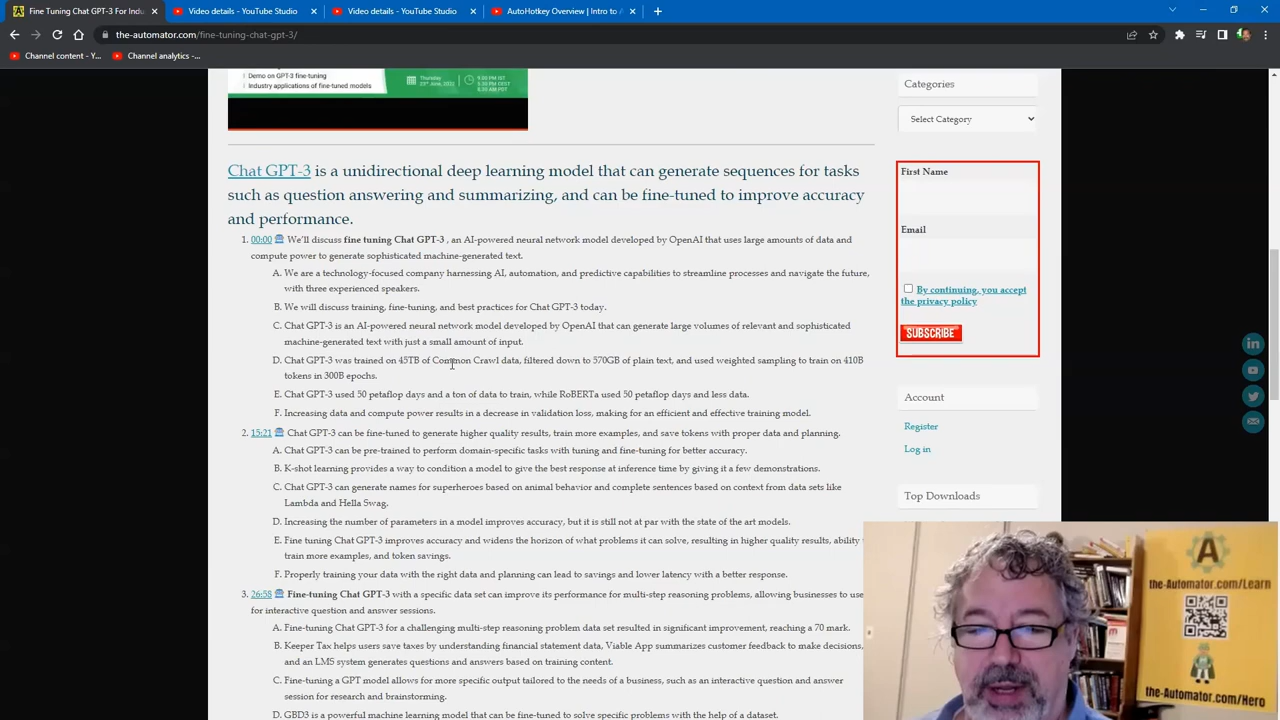 Fine Tuning Chat GPT-3 For Indu
Video details - YouTube Studio
Video details - YouTube Studio
AutoHotkey | Intro to A
the-automator.com/fine-tuning-chat-gpt-3/
Channel content - Y...
Channel analytics -...
Demo on GPT-3 fine-tuning
Industry applications of fine-tuned models
Thursday
Chat GPT-3 is a unidirectional deep learning model that can generate sequences for tasks
such as question answering and summarizing, and can be fine-tuned to improve accuracy
and performance.
1. 00:00 We'll discuss fine tuning Chat GPT-3 , an AI-powered neural network model developed by OpenAI that uses large amounts of data and
compute power to generate sophisticated machine-generated text.
A. We are a technology-focused company harnessing AI, automation, and predictive capabilities to streamline processes and navigate the future,
with three experienced speakers.
B. We will discuss training, fine-tuning, and best practices for Chat GPT-3 today.
C. Chat GPT-3 is an AI-powered neural network model developed by OpenAI that can generate large volumes of relevant and sophisticated
machine-generated text with just a small amount of input.
D. Chat GPT-3 was trained on 45TB of Common Crawl data, filtered down to 570GB of plain text, and used weighted sampling to train on 410B
tokens in 300B epochs.
E. Chat GPT-3 used 50 petaflop days and a ton of data to train, while RoBERTa used 50 petaflop days and less data.
F. Increasing data and compute power results in a decrease in validation loss, making for an efficient and effective training model.
2. 15:21 Chat GPT-3 can be fine-tuned to generate higher quality results, train more examples, and save tokens with proper data and planning.
A. Chat GPT-3 can be pre-trained to perform domain-specific tasks with tuning and fine-tuning for better accuracy.
B. K-shot learning provides a way to condition a model to give the best response at inference time by giving it a few demonstrations.
C. Chat GPT-3 can generate names for superheroes based on animal behavior and complete sentences based on context from data sets like
Lambda and Hella Swag.
D. Increasing the number of parameters in a model improves accuracy, but it is still not at par with the state of the art models.
E. Fine tuning Chat GPT-3 improves accuracy and widens the horizon of what problems it can solve, resulting in higher quality results, ability
train more examples, and token savings.
F. Properly training your data with the right data and planning can lead to savings and lower latency with a better response.
3. 26:58 Fine-tuning Chat GPT-3 with a specific data set can improve its performance for multi-step reasoning problems, allowing businesses to use
for interactive question and answer sessions.
A. Fine-tuning Chat GPT-3 for a challenging multi-step reasoning problem data set resulted in significant improvement, reaching a 70 mark.
B. Keeper Tax helps users save taxes by understanding financial statement data, Viable App summarizes customer feedback to make decisions,
and an LMS system generates questions and answers based on training content.
C. Fine-tuning a GPT model allows for more specific output tailored to the needs of a business, such as an interactive question and answer
session for research and brainstorming.
D. GBD3 is a powerful machine learning model that can be fine-tuned to solve specific problems with the help of a dataset.
Categories
Select Category
First Name
Email
By continuing, you accept
the privacy policy
SUBSCRIBE
Account
Register
Log in
Top Downloads
the-Automator.com/Learn
the-Automator.com/Hero